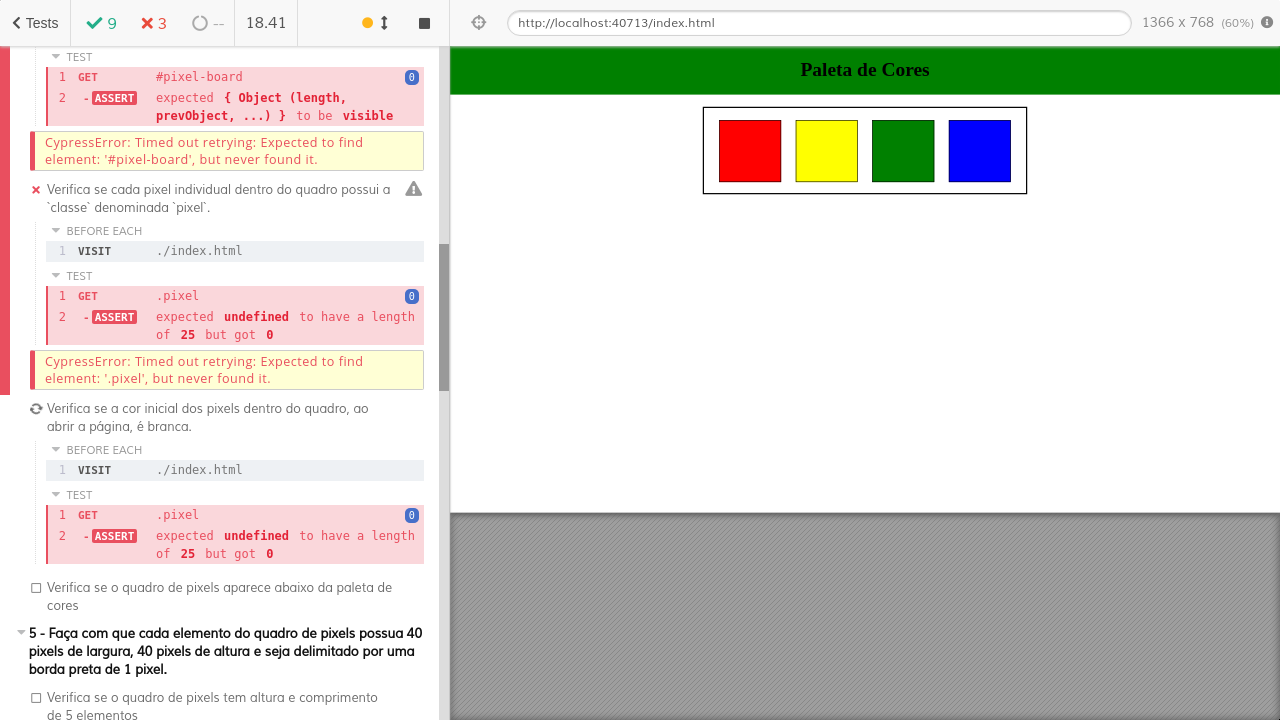 Tests 9 3 -- 18.41
http://localhost:40713/index.html 1366 x 768 (60%)
TEST
1 GET #pixel-board 0
2 -ASSERT expected { Object (length,
prevObject, ...) } to be visible
CypressError: Timed out retrying: Expected to find
element: '#pixel-board', but never found it.
Verifica se cada pixel individual dentro do quadro possui a
`classe` denominada `pixel`.
BEFORE EACH
1 VISIT ./index.html
TEST
1 GET .pixel 0
2 -ASSERT expected undefined to have a length
of 25 but got 0
CypressError: Timed out retrying: Expected to find
element: '.pixel', but never found it.
Verifica se a cor inicial dos pixels dentro do quadro, ao
abrir a página, é branca.
BEFORE EACH
1 VISIT ./index.html
TEST
1 GET .pixel 0
2 -ASSERT expected undefined to have a length
of 25 but got 0
Verifica se o quadro de pixels aparece abaixo da paleta de
cores
5 - Faça com que cada elemento do quadro de pixels possua 40
pixels de largura, 40 pixels de altura e seja delimitado por uma
borda preta de 1 pixel.
Verifica se o quadro de pixels tem altura e comprimento
de 5 elementos
Paleta de Cores